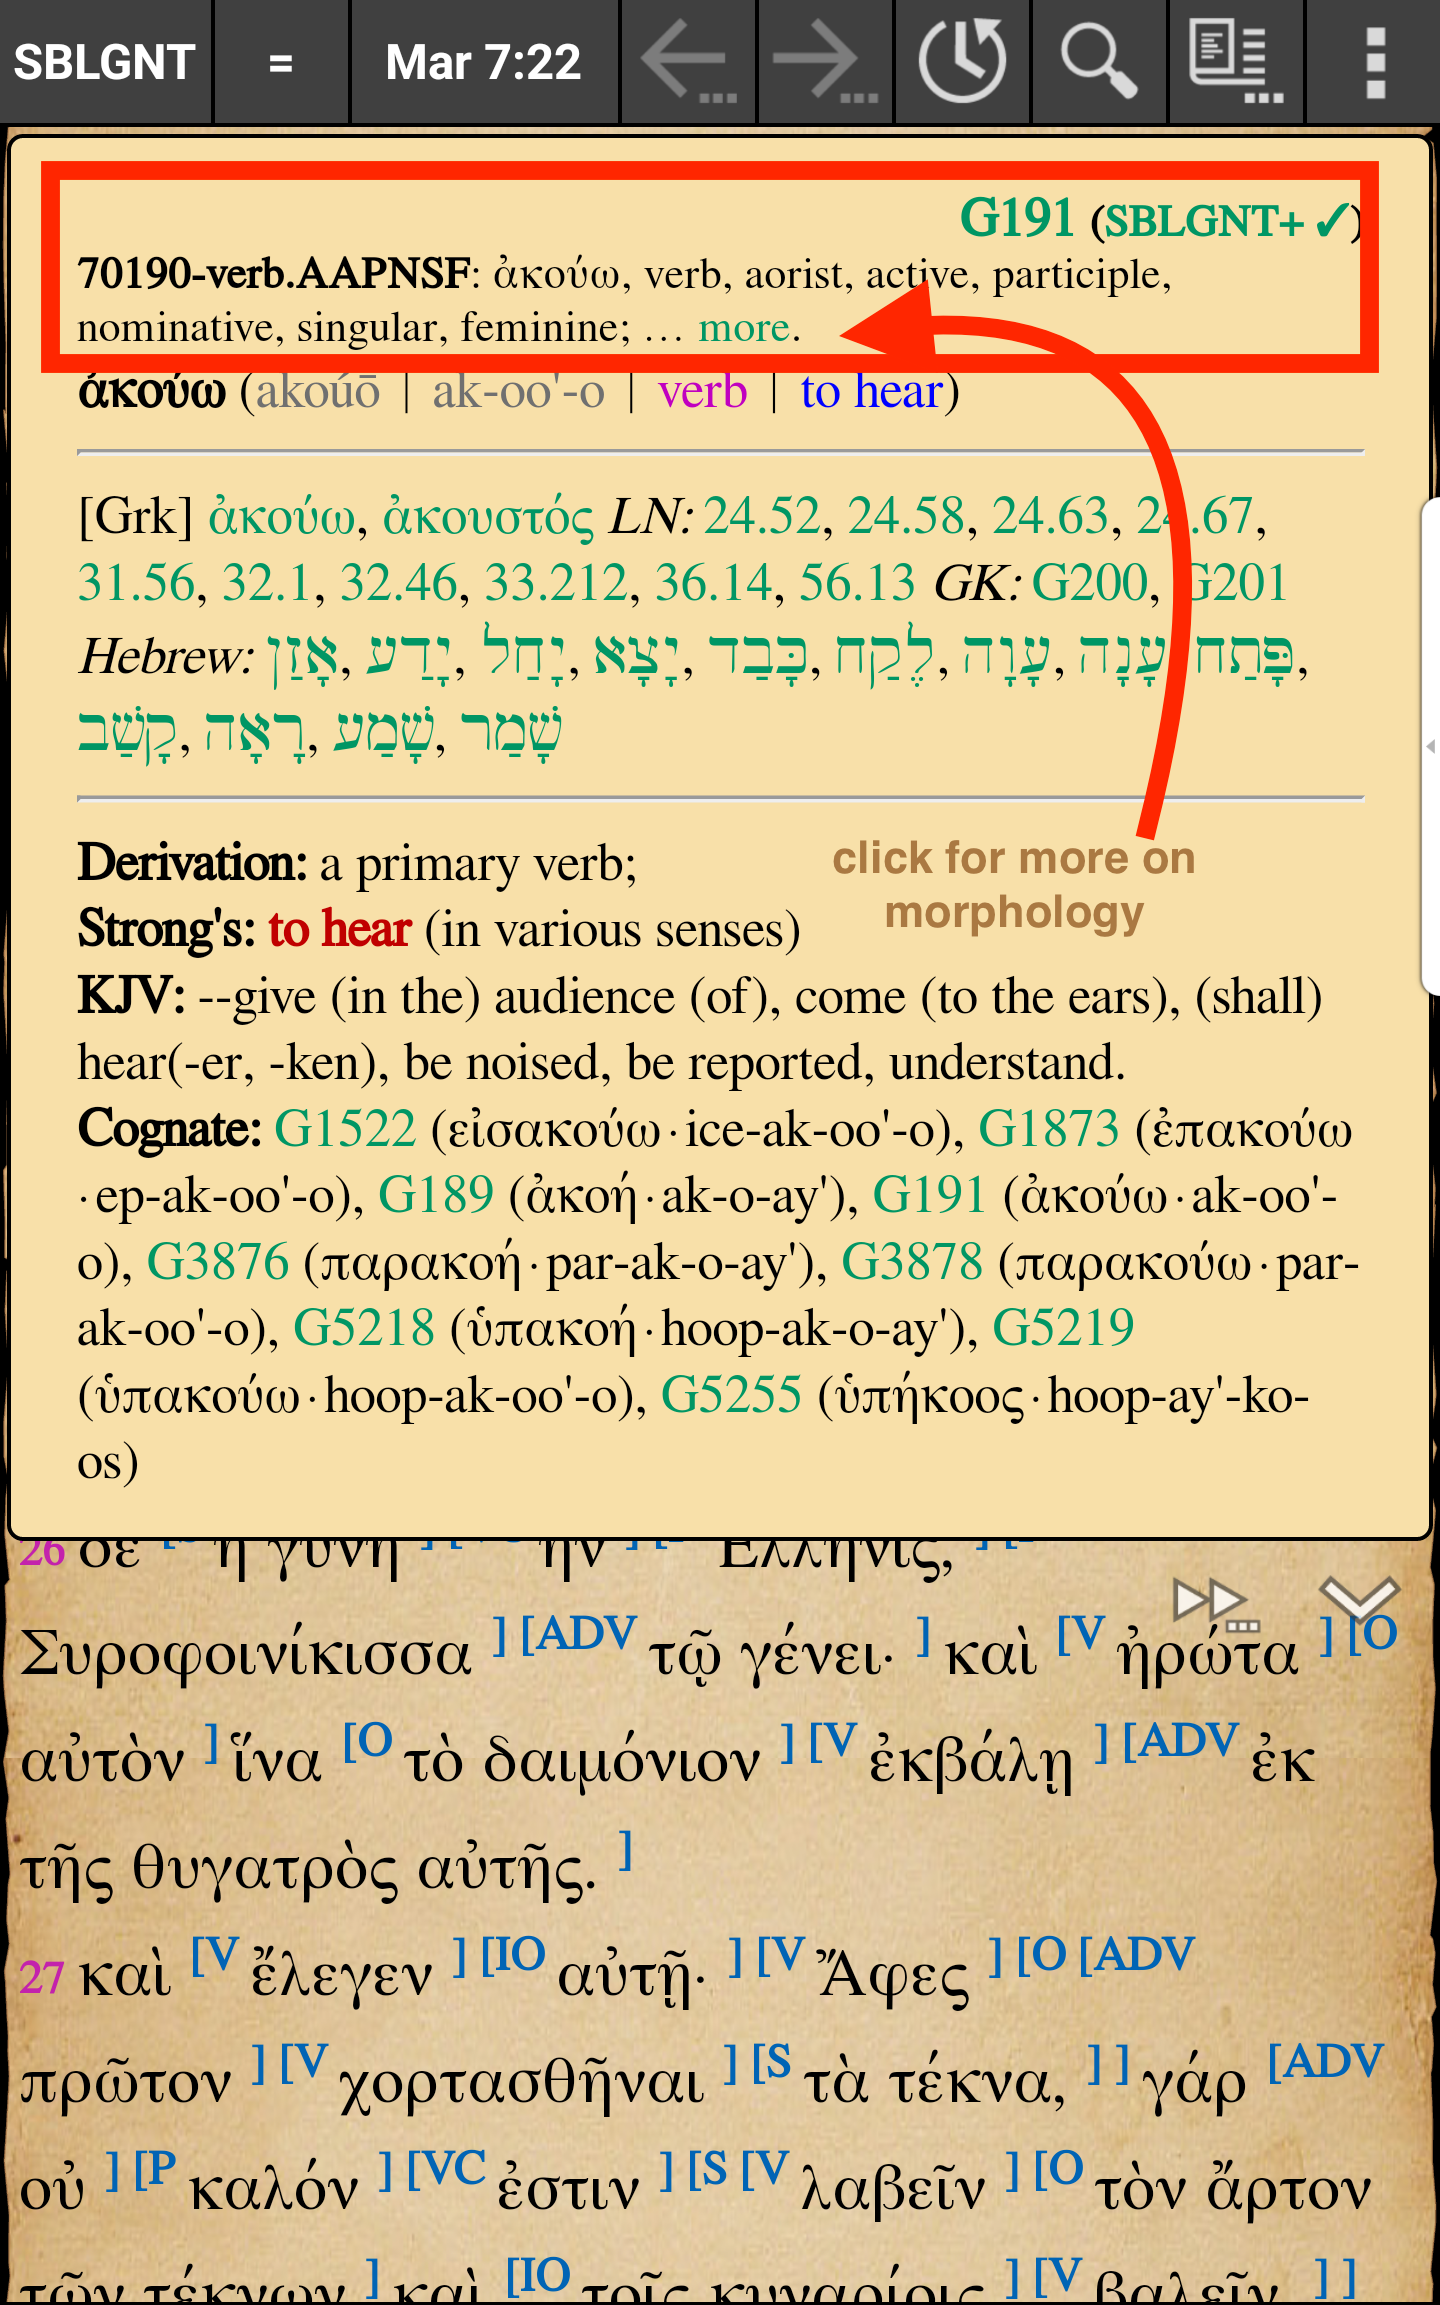 SBLGNT = Mar 7:22
G191 (SBLGNT+ ✓)
70190-verb.AAPNSF: ἀκούω, verb, aorist, active, participle,
nominative, singular, feminine; … more.
ἀκούω (akoúō | ak-oo'-o | verb | to hear)
[Grk] ἀκούω, ἀκουστός LN: 24.52, 24.58, 24.63, 24.67,
31.56, 32.1, 32.46, 33.212, 36.14, 56.13 GK: G200, G201
Hebrew: אָזַן, יָדַע, יָחַל, יָצָא, כָּבַד, לָקַח, עָוָה, עָנָה, פָּתַח,
קָשַׁב, רָאָה, שָׁמַע, שָׁמַר
Derivation: a primary verb;
click for more on
morphology
Strong's: to hear (in various senses)
KJV: --give (in the) audience (of), come (to the ears), (shall)
hear(-er, -ken), be noised, be reported, understand.
Cognate: G1522 (εἰσακούω · ice-ak-oo'-o), G1873 (ἐπακούω
· ep-ak-oo'-o), G189 (ἀκοή · ak-o-ay'), G191 (ἀκούω · ak-oo'-
o), G3876 (παρακοή · par-ak-o-ay'), G3878 (παρακούω · par-
ak-oo'-o), G5218 (ὑπακοή · hoop-ak-o-ay'), G5219
(ὑπακούω · hoop-ak-oo'-o), G5255 (ὑπήκοος · hoop-ay'-ko-
os)
26 δὲ ἡ γυνὴ ἦν Ἑλληνίς,
Συροφοινίκισσα ] [ADV τῷ γένει· ] καὶ [V ἠρώτα ] [O
αὐτὸν ] ἵνα [O τὸ δαιμόνιον ] [V ἐκβάλῃ ] [ADV ἐκ
τῆς θυγατρὸς αὐτῆς. ]
27 καὶ [V ἔλεγεν ] [IO αὐτῇ· ] [V Ἄφες ] [O [ADV
πρῶτον ] [V χορτασθῆναι ] [S τὰ τέκνα, ] ] γάρ [ADV
οὐ ] [P καλόν ] [VC ἐστιν ] [S [V λαβεῖν ] [O τὸν ἄρτον
τῶν τέκνων ] καὶ [IO τοῖς κυναρίοις ] [V βαλεῖν. ] ]